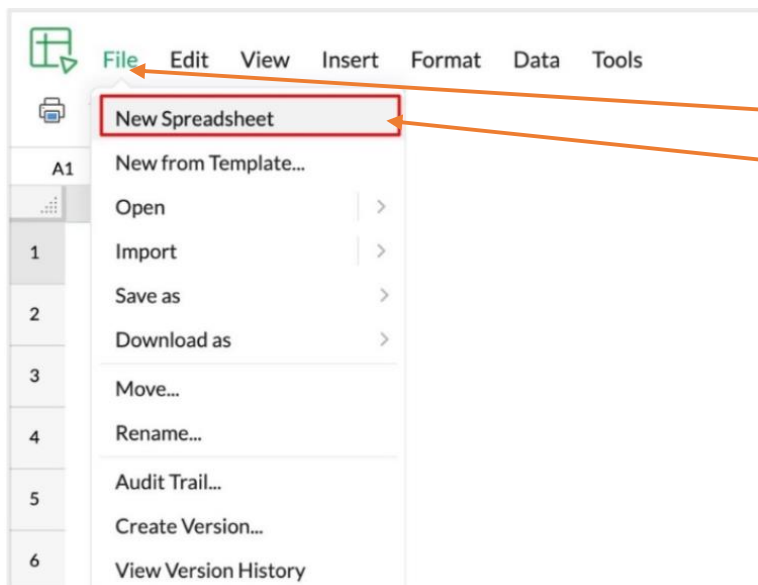 File Edit View Insert Format Data Tools
New Spreadsheet
A1
New from Template...
Open
1
Import
Save as
2
Download as
3
Move...
4
Rename...
Audit Trail...
5
Create Version...
6
View Version History